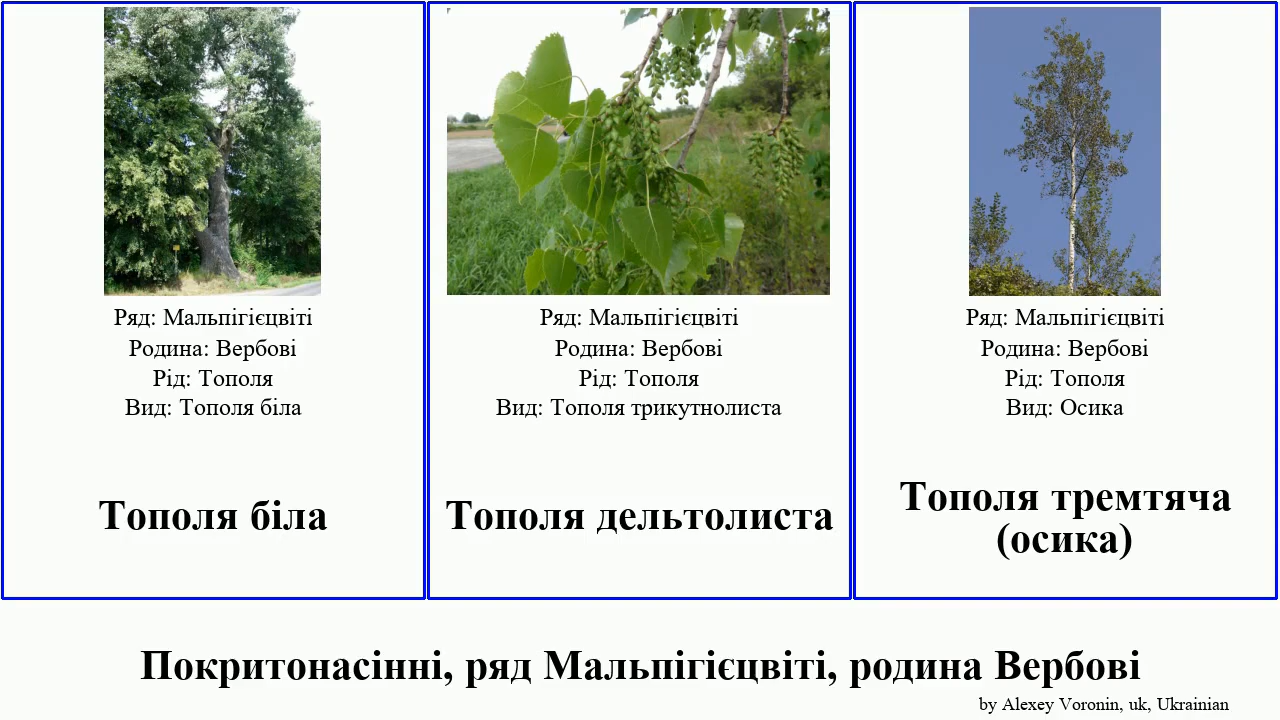 Ряд: Мальпігієцвіті
Родина: Вербові
Рід: Тополя
Вид: Тополя біла
Тополя біла
Ряд: Мальпігієцвіті
Родина: Вербові
Рід: Тополя
Вид: Тополя трикутнолиста
Тополя дельтолиста
Ряд: Мальпігієцвіті
Родина: Вербові
Рід: Тополя
Вид: Осика
Тополя тремтяча
(осика)
Покритонасінні, ряд Мальпігієцвіті, родина Вербові
by Alexey Voronin, uk, Ukrainian